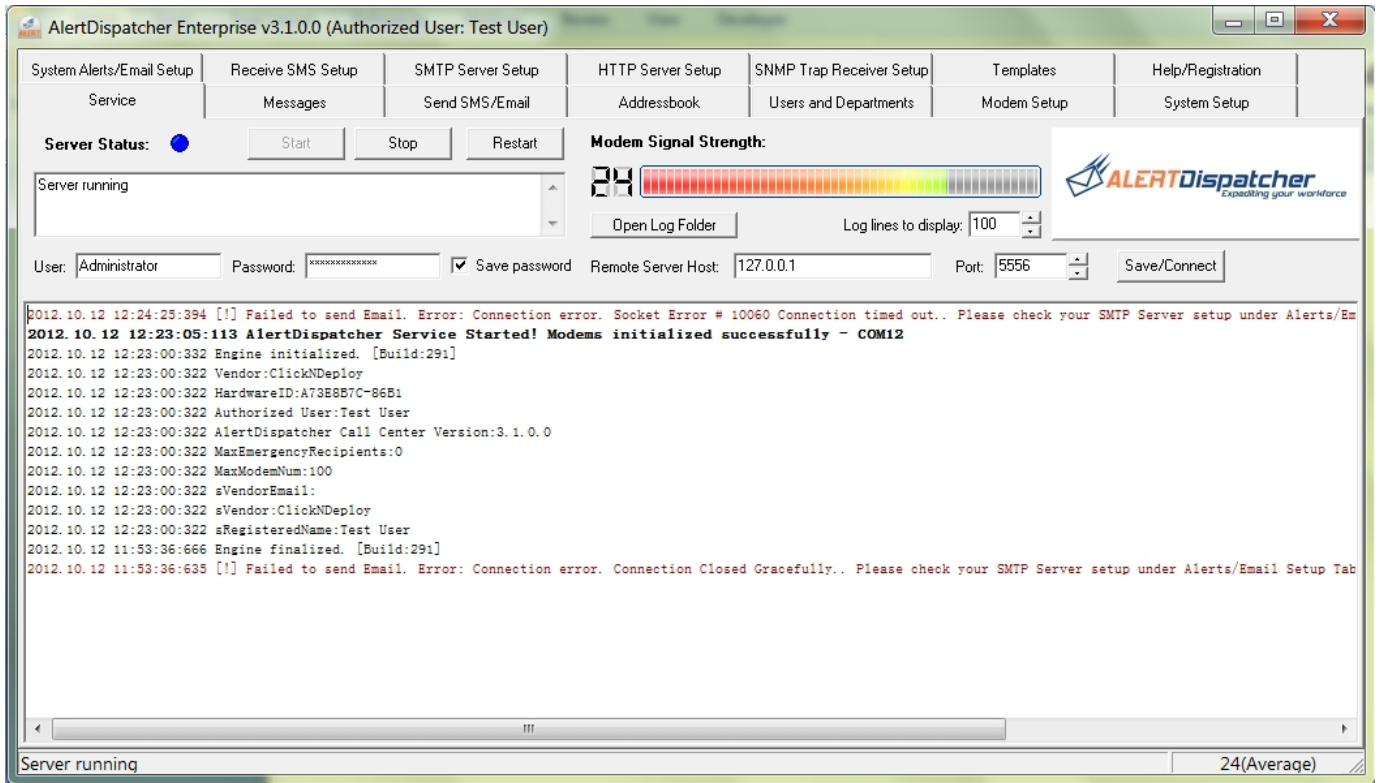 AlertDispatcher Enterprise v3.1.0.0 (Authorized User: Test User)
System Alerts/Email Setup
Receive SMS Setup
SMTP Server Setup
HTTP Server Setup
SNMP Trap Receiver Setup
Templates
Help/Registration
Service
Messages
Send SMS/Email
Addressbook
Users and Departments
Modem Setup
System Setup
Server Status:
Start
Stop
Restart
Modem Signal Strength:
Server running
24
ALERTDispatcher
Expediting your workforce
Open Log Folder
Log lines to display: 100
User: Administrator
Password: xxxxxxxxxxxxx
Save password
Remote Server Host: 127.0.0.1
Port: 5556
Save/Connect
2012.10.12 12:24:25:394 [!] Failed to send Email. Error: Connection error. Socket Error # 10060 Connection timed out.. Please check your SMTP Server setup under Alerts/Em
2012.10.12 12:23:05:113 AlertDispatcher Service Started! Modems initialized successfully - COM12
2012.10.12 12:23:00:332 Engine initialized. [Build:291]
2012.10.12 12:23:00:322 Vendor:ClickNDeploy
2012.10.12 12:23:00:322 HardwareID:A73E8B7C-86B1
2012.10.12 12:23:00:322 Authorized User:Test User
2012.10.12 12:23:00:322 AlertDispatcher Call Center Version:3.1.0.0
2012.10.12 12:23:00:322 MaxEmergencyRecipients:0
2012.10.12 12:23:00:322 MaxModemNum:100
2012.10.12 12:23:00:322 sVendorEmail:
2012.10.12 12:23:00:322 sVendor:ClickNDeploy
2012.10.12 12:23:00:322 sRegisteredName:Test User
2012.10.12 11:53:36:666 Engine finalized. [Build:291]
2012.10.12 11:53:36:635 [!] Failed to send Email. Error: Connection error. Connection Closed Gracefully.. Please check your SMTP Server setup under Alerts/Email Setup Tab
Server running
24(Average)